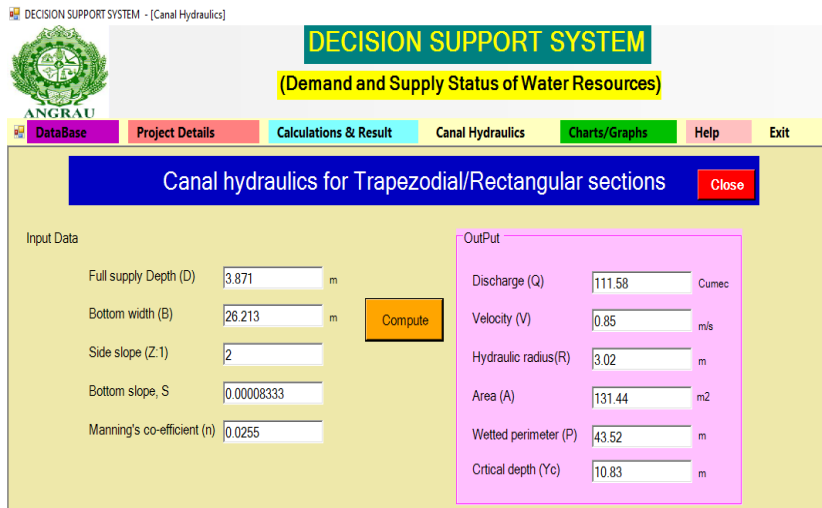 DECISION SUPPORT SYSTEM - [Canal Hydraulics]
DECISION SUPPORT SYSTEM
(Demand and Supply Status of Water Resources)
ANGRAU
DataBase Project Details Calculations & Result Canal Hydraulics Charts/Graphs Help Exit
Canal hydraulics for Trapezodial/Rectangular sections Close
Input Data
Full supply Depth (D) 3.871 m
Bottom width (B) 26.213 m
Side slope (Z:1) 2
Bottom slope, S 0.00008333
Manning's co-efficient (n) 0.0255
Compute
OutPut
Discharge (Q) 111.58 Cumec
Velocity (V) 0.85 m/s
Hydraulic radius(R) 3.02 m
Area (A) 131.44 m2
Wetted perimeter (P) 43.52 m
Crtical depth (Yc) 10.83 m